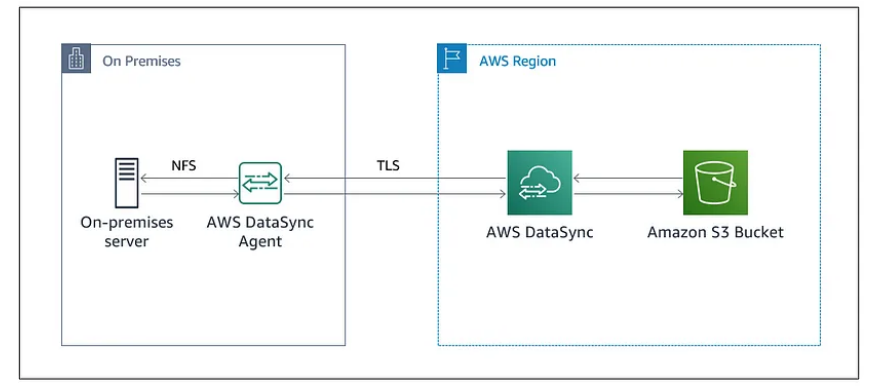 On Premises
AWS Region
NFS
TLS
On-premises
server
AWS DataSync
Agent
AWS DataSync
Amazon S3 Bucket